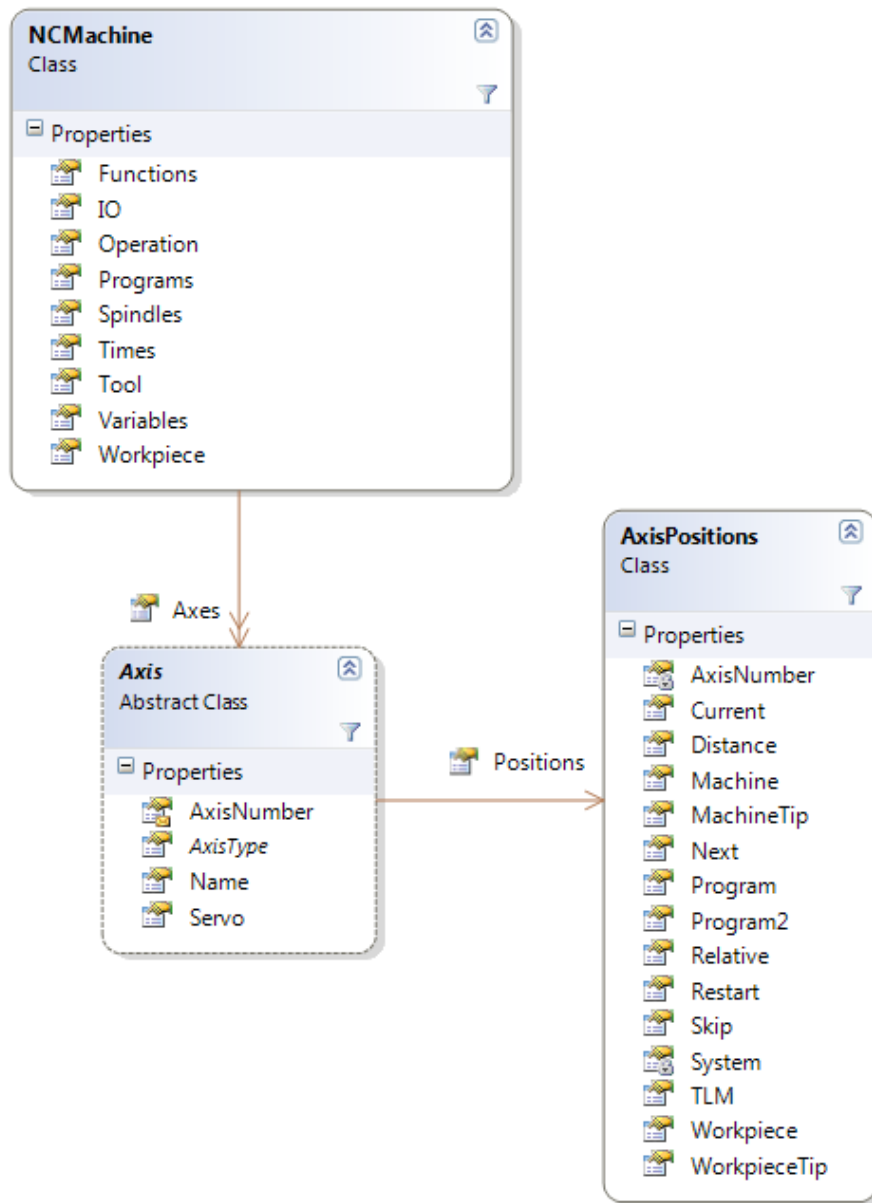 NCMachine
Class
Properties
Functions
IO
Operation
Programs
Spindles
Times
Tool
Variables
Workpiece
Axes
Axis
Abstract Class
Properties
AxisNumber
AxisType
Name
Servo
Positions
AxisPositions
Class
Properties
AxisNumber
Current
Distance
Machine
MachineTip
Next
Program
Program2
Relative
Restart
Skip
System
TLM
Workpiece
WorkpieceTip